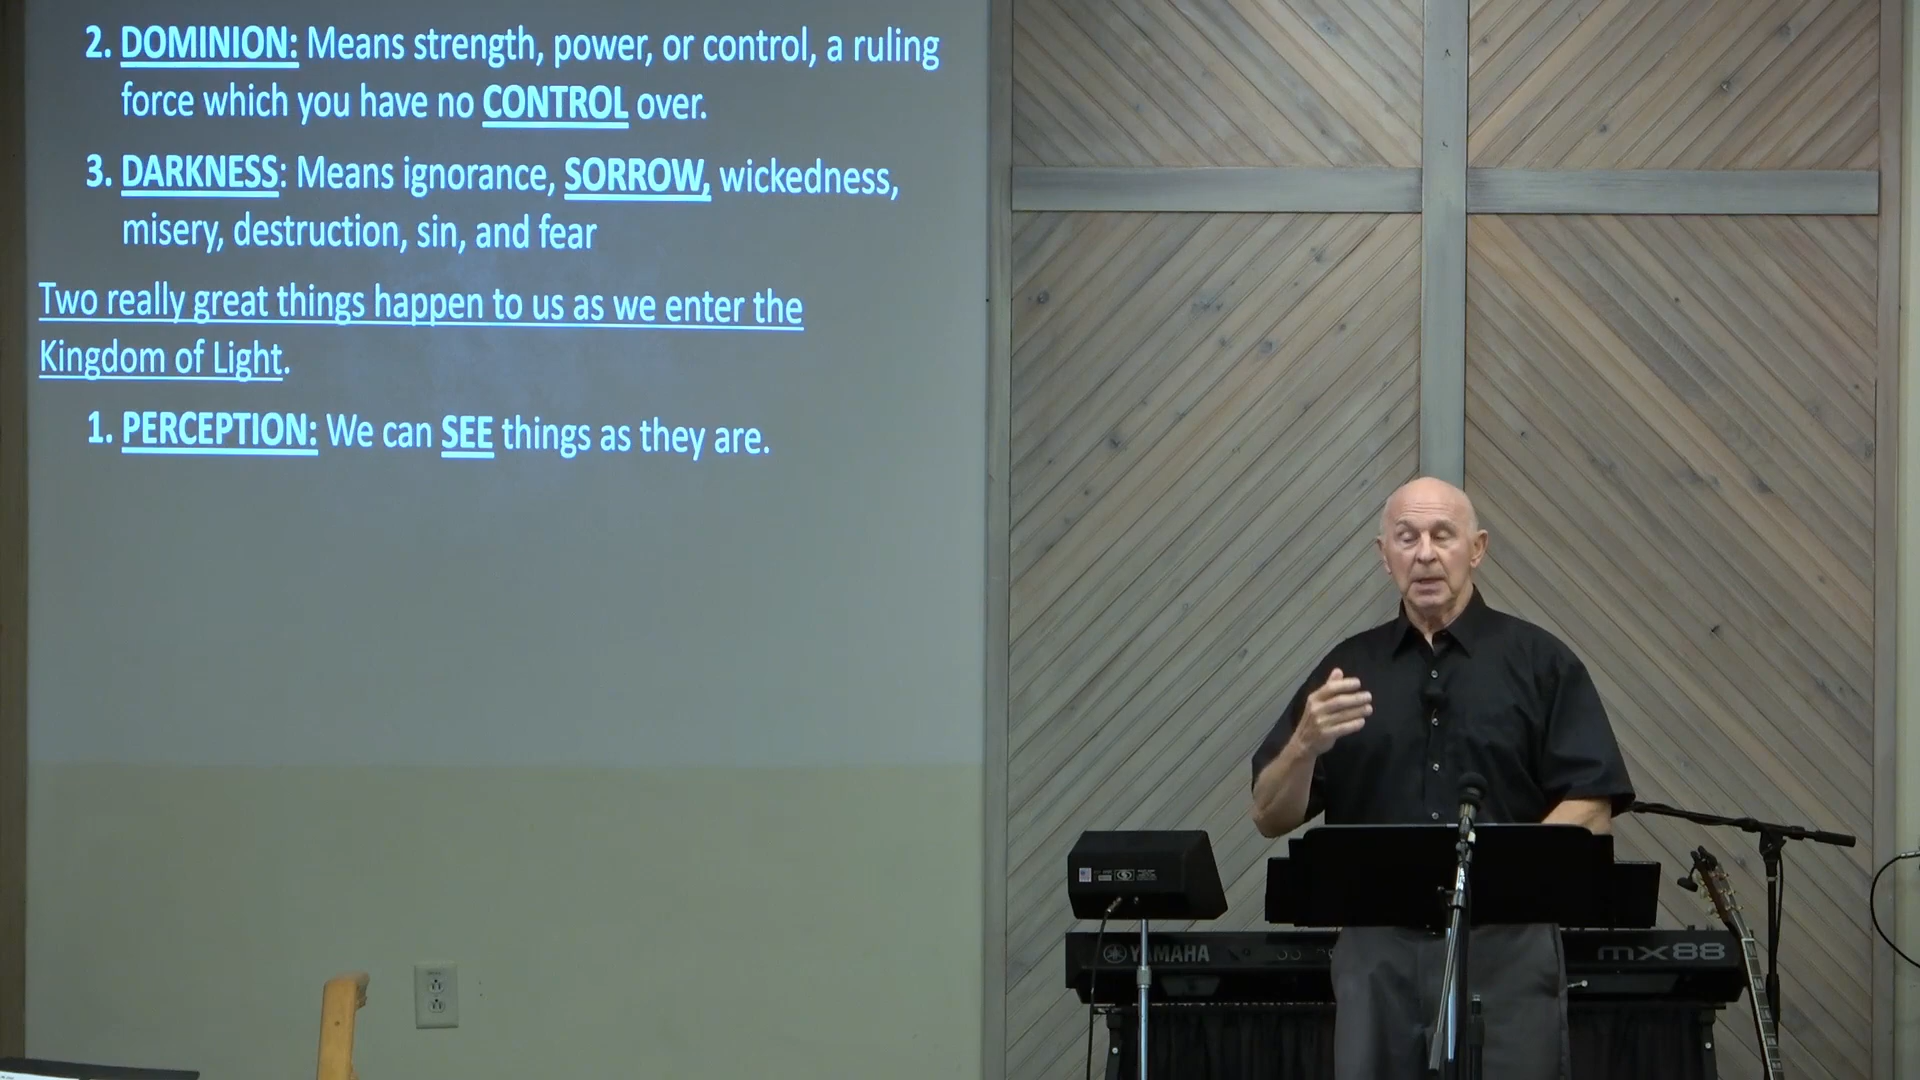 2. DOMINION: Means strength, power, or control, a ruling
force which you have no CONTROL over.
3. DARKNESS: Means ignorance, SORROW, wickedness,
misery, destruction, sin, and fear
Two really great things happen to us as we enter the
Kingdom of Light.
1. PERCEPTION: We can SEE things as they are.
YAMAHA
MX88